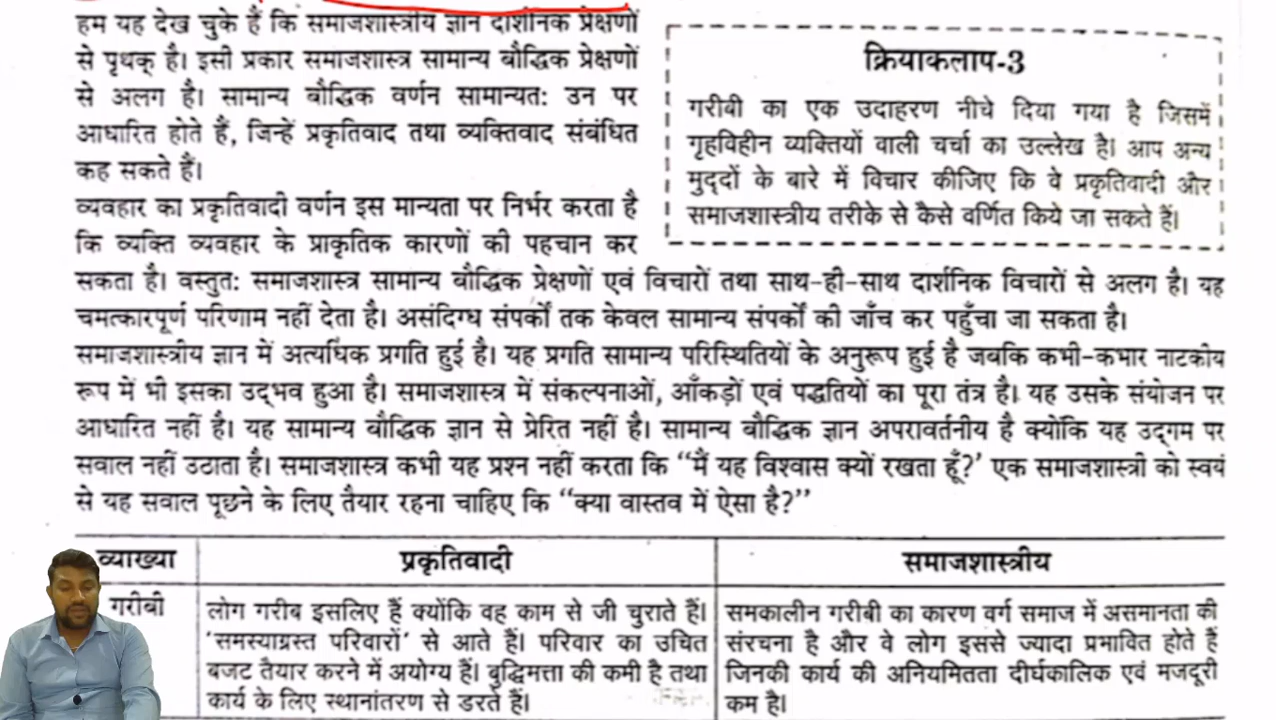 हम यह देख चुके हैं कि समाजशास्त्रीय ज्ञान दार्शनिक प्रेक्षणों
से पृथक् है। इसी प्रकार समाजशास्त्र सामान्य बौद्धिक प्रेक्षणों
से अलग है। सामान्य बौद्धिक वर्णन सामान्यत: उन पर
आधारित होते हैं, जिन्हें प्रकृतिवाद तथा व्यक्तिवाद संबंधित
कह सकते हैं।
व्यवहार का प्रकृतिवादी वर्णन इस मान्यता पर निर्भर करता है
कि व्यक्ति व्यवहार के प्राकृतिक कारणों की पहचान कर
क्रियाकलाप-3
गरीबी का एक उदाहरण नीचे दिया गया है जिसमें
गृहविहीन व्यक्तियों वाली चर्चा का उल्लेख है। आप अन्य
मुद्दों के बारे में विचार कीजिए कि वे प्रकृतिवादी और
समाजशास्त्रीय तरीके से कैसे वर्णित किये जा सकते हैं।
सकता है। वस्तुत: समाजशास्त्र सामान्य बौद्धिक प्रेक्षणों एवं विचारों तथा साथ-ही-साथ दार्शनिक विचारों से अलग है। यह
चमत्कारपूर्ण परिणाम नहीं देता है। असंदिग्ध संपर्कों तक केवल सामान्य संपर्कों की जाँच कर पहुँचा जा सकता है।
समाजशास्त्रीय ज्ञान में अत्यधिक प्रगति हुई है। यह प्रगति सामान्य परिस्थितियों के अनुरूप हुई है जबकि कभी-कभार नाटकीय
रूप में भी इसका उद्भव हुआ है। समाजशास्त्र में संकल्पनाओं, आँकड़ों एवं पद्धतियों का पूरा तंत्र है। यह उसके संयोजन पर
आधारित नहीं है। यह सामान्य बौद्धिक ज्ञान से प्रेरित नहीं है। सामान्य बौद्धिक ज्ञान अपरावर्तनीय है क्योंकि यह उद्गम पर
सवाल नहीं उठाता है। समाजशास्त्र कभी यह प्रश्न नहीं करता कि "मैं यह विश्वास क्यों रखता हूँ?' एक समाजशास्त्री को स्वयं
से यह सवाल पूछने के लिए तैयार रहना चाहिए कि "क्या वास्तव में ऐसा है?"
व्याख्या प्रकृतिवादी समाजशास्त्रीय
गरीबी
लोग गरीब इसलिए हैं क्योंकि वह काम से जी चुराते हैं।
'समस्याग्रस्त परिवारों' से आते हैं। परिवार का उचित
बजट तैयार करने में अयोग्य हैं। बुद्धिमत्ता की कमी है तथा
कार्य के लिए स्थानांतरण से डरते हैं।
समकालीन गरीबी का कारण वर्ग समाज में असमानता की
संरचना है और वे लोग इससे ज्यादा प्रभावित होते हैं
जिनकी कार्य की अनियमितता दीर्घकालिक एवं मजदूरी
कम है।